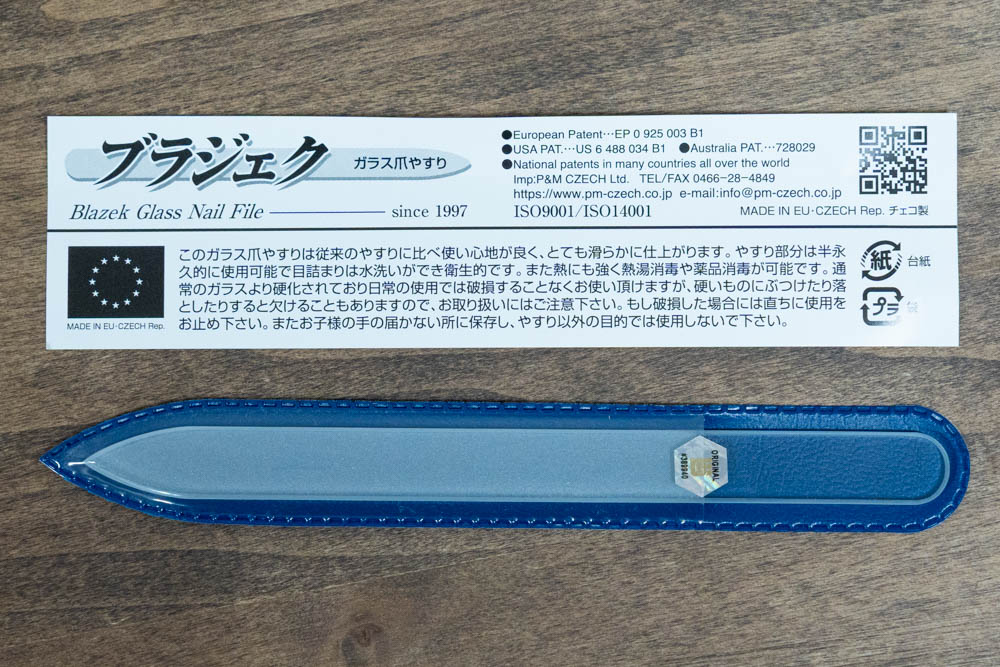 ブラジェク
ガラス爪やすり
Blazek Glass Nail File
since 1997
●European Patent…EP 0 925 003 B1
●USA PAT.…US 6 488 034 B1 ●Australia PAT.…728029
●National patents in many countries all over the world
Imp:P&M CZECH Ltd. TEL/FAX 0466-28-4849
https://www.pm-czech.co.jp e-mail:info@pm-czech.co.jp
ISO9001/ISO14001
MADE IN EU・CZECH Rep. チェコ製
MADE IN EU・CZECH Rep.
このガラス爪やすりは従来のやすりに比べ使い心地が良く、とても滑らかに仕上がります。やすり部分は半永
久的に使用可能で目詰まりは水洗いができ衛生的です。また熱にも強く熱湯消毒や薬品消毒が可能です。通
常のガラスより硬化されており日常の使用では破損することなくお使い頂けますが、硬いものにぶつけたり落
としたりすると欠けることもありますので、お取り扱いにはご注意下さい。もし破損した場合には直ちに使用を
お止め下さい。またお子様の手の届かない所に保存し、やすり以外の目的では使用しないで下さい。
紙
台紙
プラ
ORIGINAL